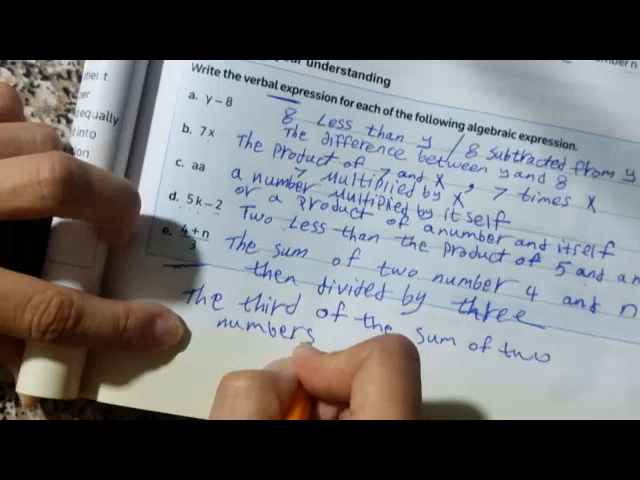 umber n
ur understanding
Write the verbal expression for each of the following algebraic expression.
equally
into
a. y – 8
8 Less than y / 8 subtracted from y
The difference between y and 8
b. 7x
The product of 7 and x, 7 times x
7 Multiplied by x
c. aa
a number multiplied by itself
or a product of a number and itself
d. 5k – 2
Two Less than the product of 5 and an
e. 4 + n
3
The sum of two number 4 and n
then divided by three
The third of the sum of two
numbers